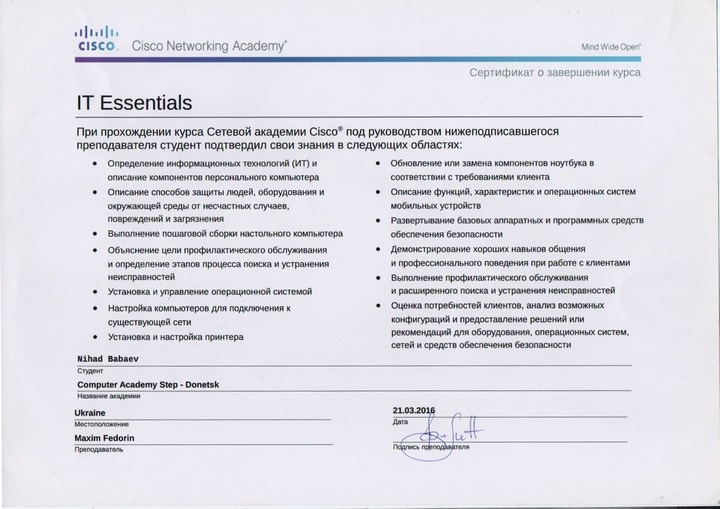 CISCO
Cisco Networking Academy®
Mind Wide Open®
Сертификат о завершении курса
IT Essentials
При прохождении курса Сетевой академии Cisco® под руководством нижеподписавшегося
преподавателя студент подтвердил свои знания в следующих областях:
• Определение информационных технологий (ИТ) и
описание компонентов персонального компьютера
• Описание способов защиты людей, оборудования и
окружающей среды от несчастных случаев,
повреждений и загрязнения
• Выполнение пошаговой сборки настольного компьютера
• Объяснение цели профилактического обслуживания
и определение этапов процесса поиска и устранения
неисправностей
• Установка и управление операционной системой
• Настройка компьютеров для подключения к
существующей сети
• Установка и настройка принтера
• Обновление или замена компонентов ноутбука в
соответствии с требованиями клиента
• Описание функций, характеристик и операционных систем
мобильных устройств
• Развертывание базовых аппаратных и программных средств
обеспечения безопасности
• Демонстрирование хороших навыков общения
и профессионального поведения при работе с клиентами
• Выполнение профилактического обслуживания
и расширенного поиска и устранения неисправностей
• Оценка потребностей клиентов, анализ возможных
конфигураций и предоставление решений или
рекомендаций для оборудования, операционных систем,
сетей и средств обеспечения безопасности
Nihad Babaev
Студент
Computer Academy Step - Donetsk
Название академии
Ukraine
Местоположение
Maxim Fedorin
Преподаватель
21.03.2016
Дата
Подпись преподавателя